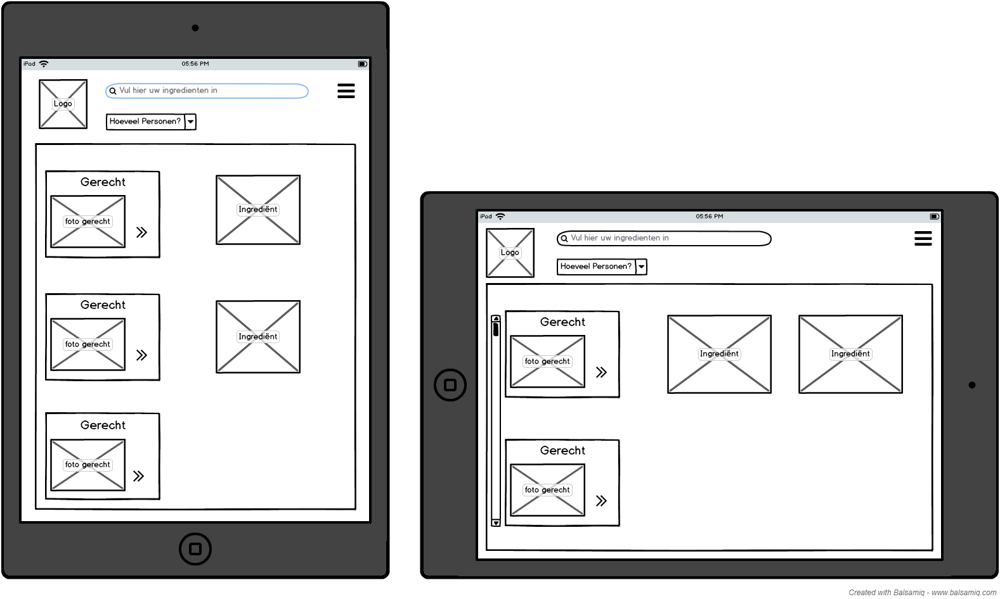 iPad
05:56 PM
Logo
Vul hier uw ingredienten in
Hoeveel Personen?
Gerecht
foto gerecht
Ingrediënt
Gerecht
foto gerecht
Ingrediënt
Gerecht
foto gerecht
iPad
05:56 PM
Logo
Vul hier uw ingredienten in
Hoeveel Personen?
Gerecht
foto gerecht
Ingrediënt
Ingrediënt
Gerecht
foto gerecht
Created with Balsamiq - www.balsamiq.com